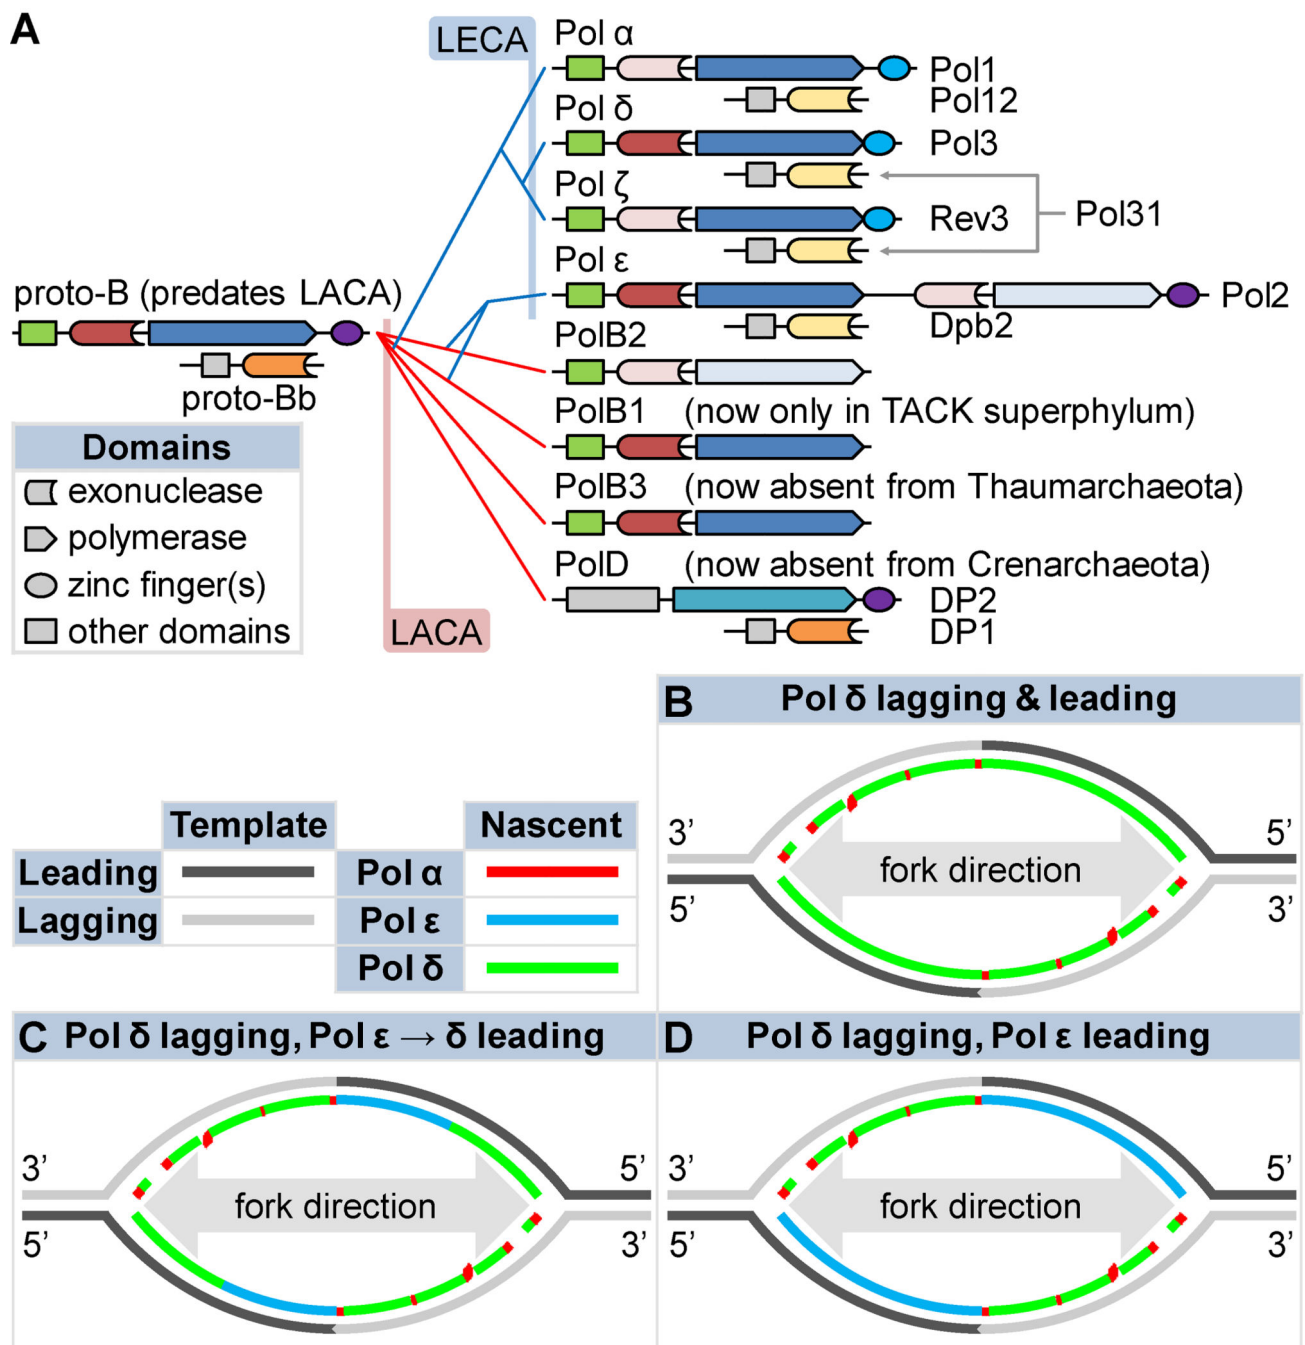 A
LECA
Pol α
Pol1
Pol12
Pol δ
Pol3
Pol ζ
Pol31
Rev3
Pol ε
proto-B (predates LACA)
Pol2
Dpb2
PolB2
proto-Bb
PolB1 (now only in TACK superphylum)
Domains
exonuclease
PolB3 (now absent from Thaumarchaeota)
polymerase
zinc finger(s)
PolD (now absent from Crenarchaeota)
DP2
other domains
LACA
DP1
B Pol δ lagging & leading
3’ 5’
fork direction
5’ 3’
Template Nascent
Leading Pol α
Lagging Pol ε
Pol δ
C Pol δ lagging, Pol ε → δ leading
3’ 5’
fork direction
5’ 3’
D Pol δ lagging, Pol ε leading
3’ 5’
fork direction
5’ 3’